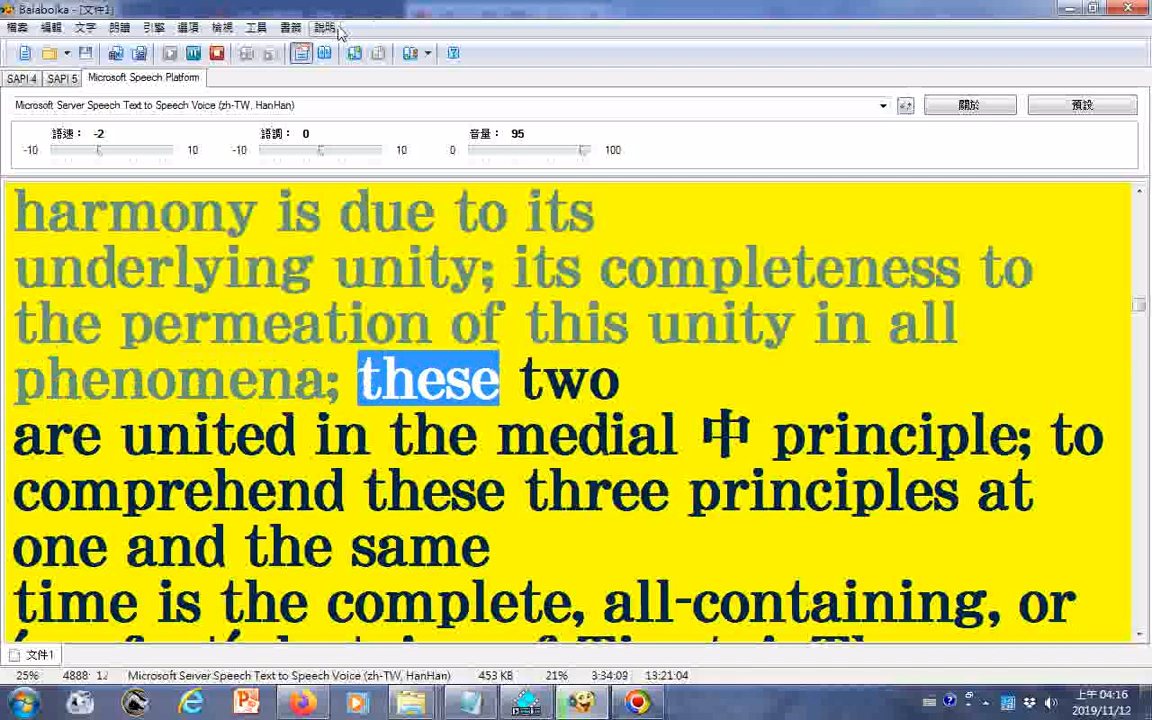 Balabolka - [文件1]
檔案 編輯 文字 朗讀 引擎 選項 檢視 工具 書籤 說明
SAPI 4 SAPI 5 Microsoft Speech Platform
Microsoft Server Speech Text to Speech Voice (zh-TW, HanHan) 關於 預設
語速： -2 語調： 0 音量： 95
-10 10 -10 10 0 100
harmony is due to its
underlying unity; its completeness to
the permeation of this unity in all
phenomena; these two
are united in the medial 中 principle; to
comprehend these three principles at
one and the same
time is the complete, all-containing, or
文件1
25% 4888: Microsoft Server Speech Text to Speech Voice (zh-TW, HanHan) 453 KB 21% 3:34:09 13:21:04
上午 04:16
2019/11/12